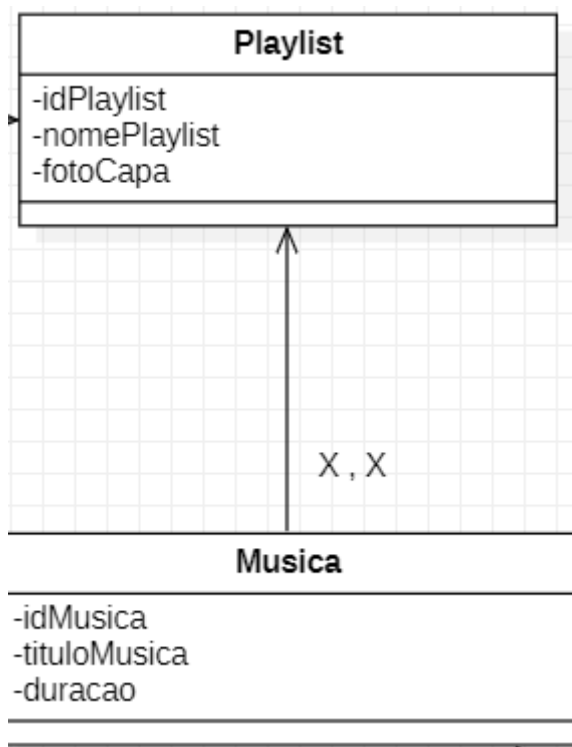 Playlist
-idPlaylist
-nomePlaylist
-fotoCapa
X , X
Musica
-idMusica
-tituloMusica
-duracao